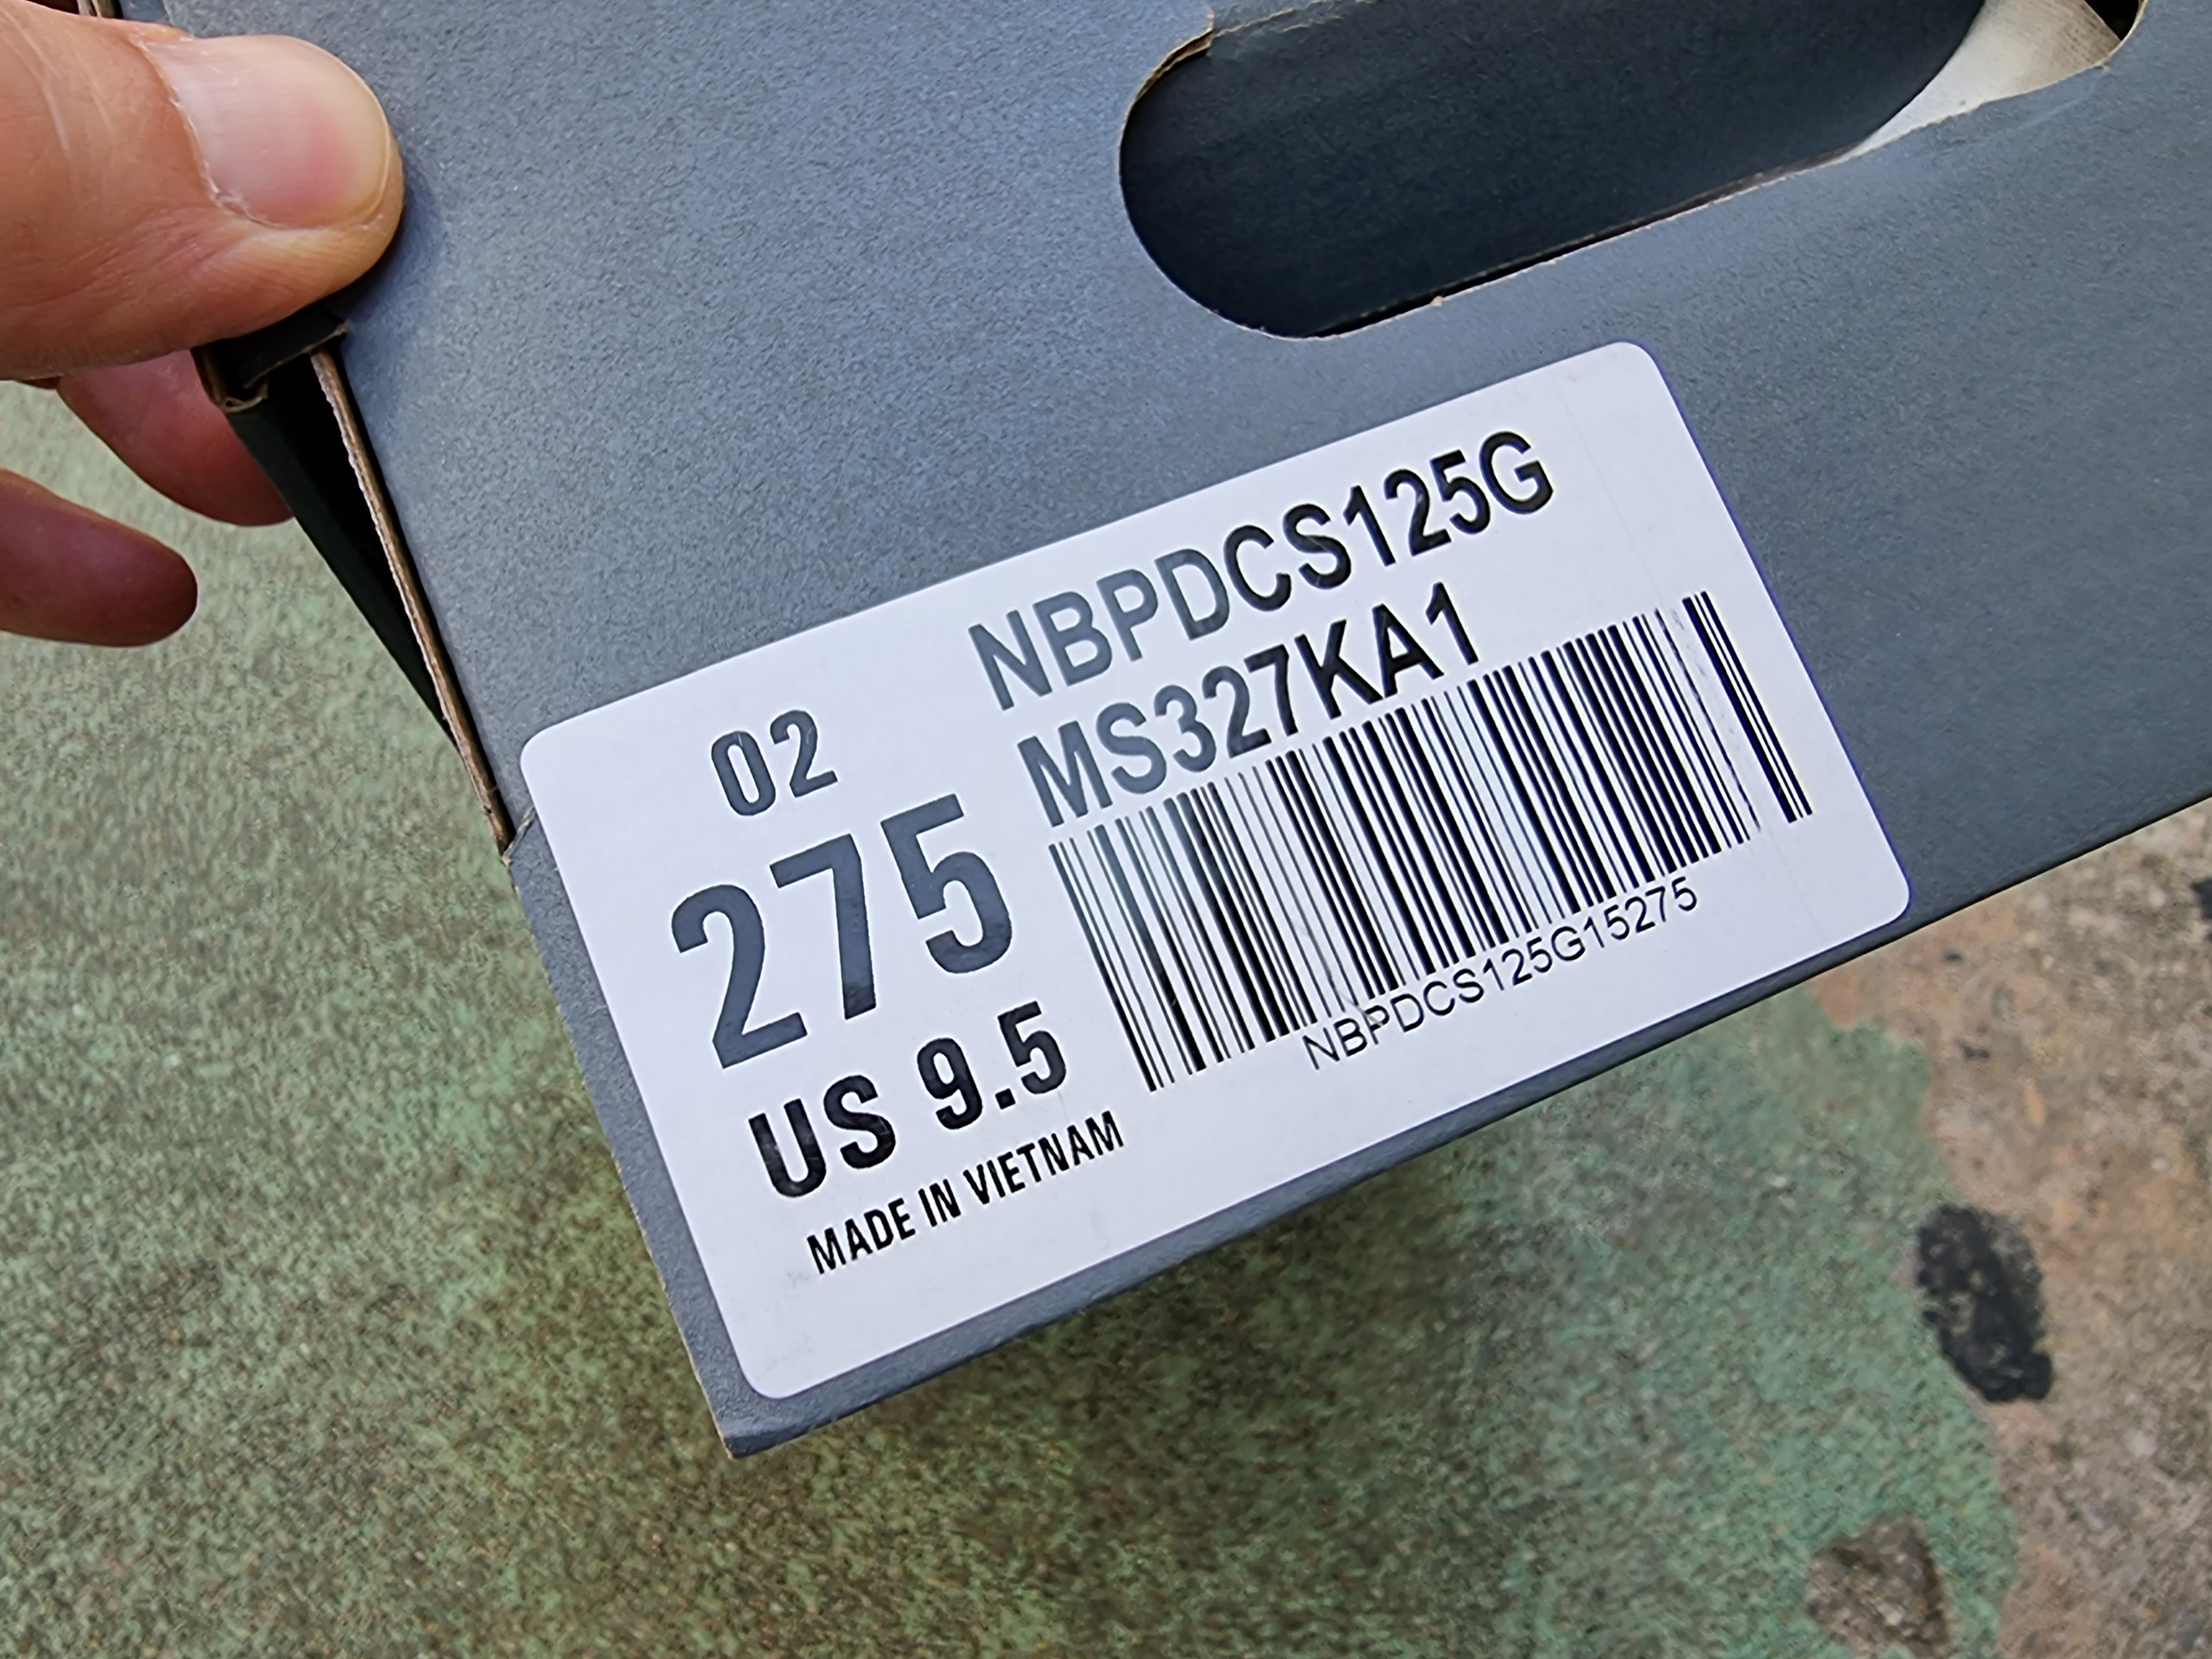 NBPDCS125G
MS327KA1
02
275
US 9.5
MADE IN VIETNAM
NBPDCS125G15275